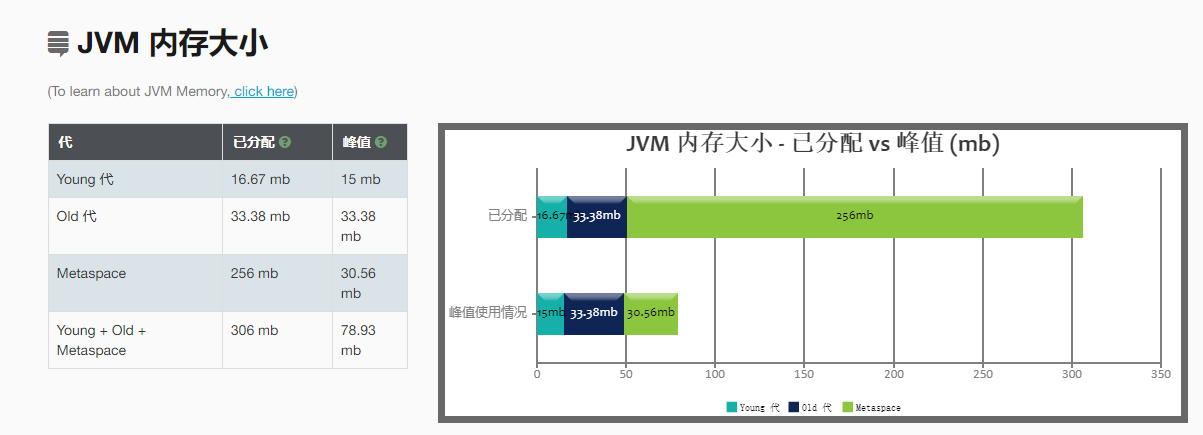 JVM 内存大小
(To learn about JVM Memory, click here)
代 已分配 峰值
Young 代 16.67 mb 15 mb
Old 代 33.38 mb 33.38
mb
Metaspace 256 mb 30.56
mb
Young + Old + 306 mb 78.93
Metaspace mb
JVM 内存大小 - 已分配 vs 峰值 (mb)
已分配 16.67m 33.38mb 256mb
峰值使用情况 15mb 33.38mb 30.56mb
0 50 100 150 200 250 300 350
Young 代 Old 代 Metaspace